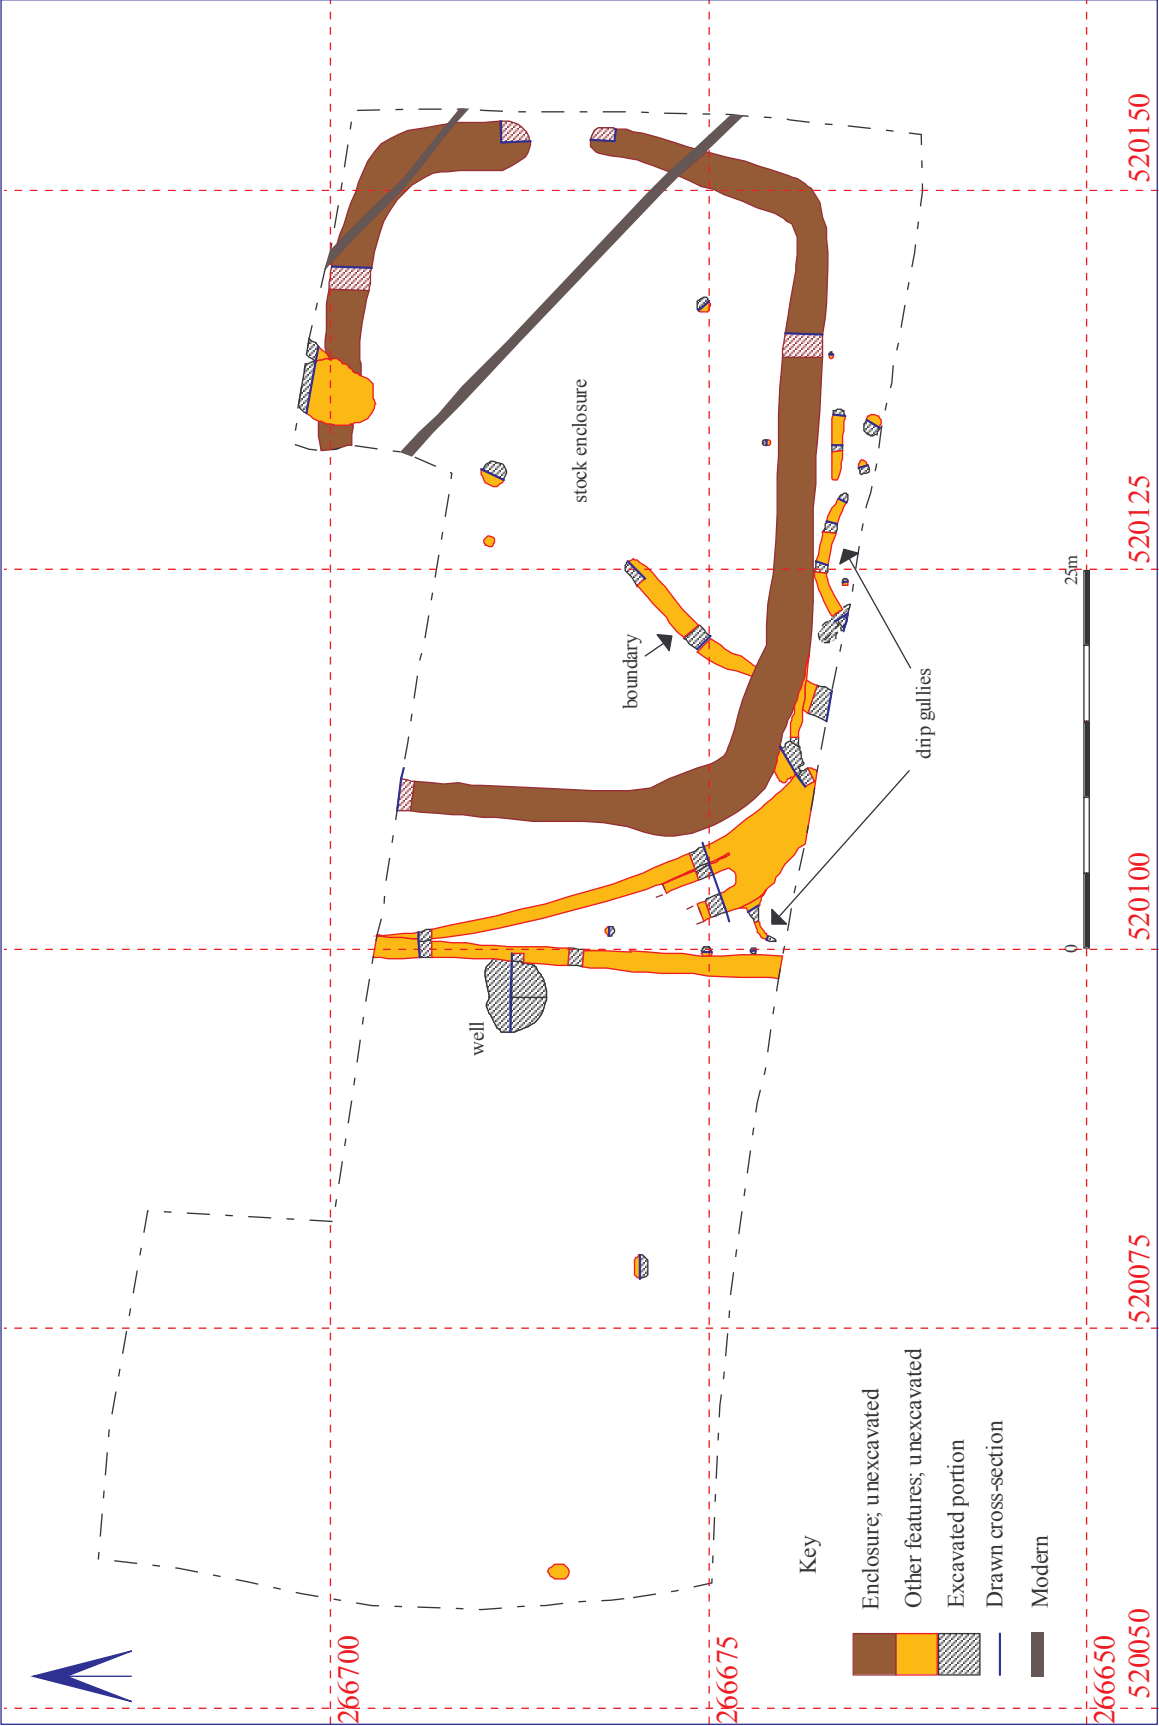 266700
266675
266650
520050
520075
520100
520125
520150
stock enclosure
boundary
well
drip gullies
0
25m
Key
Enclosure; unexcavated
Other features; unexcavated
Excavated portion
Drawn cross-section
Modern